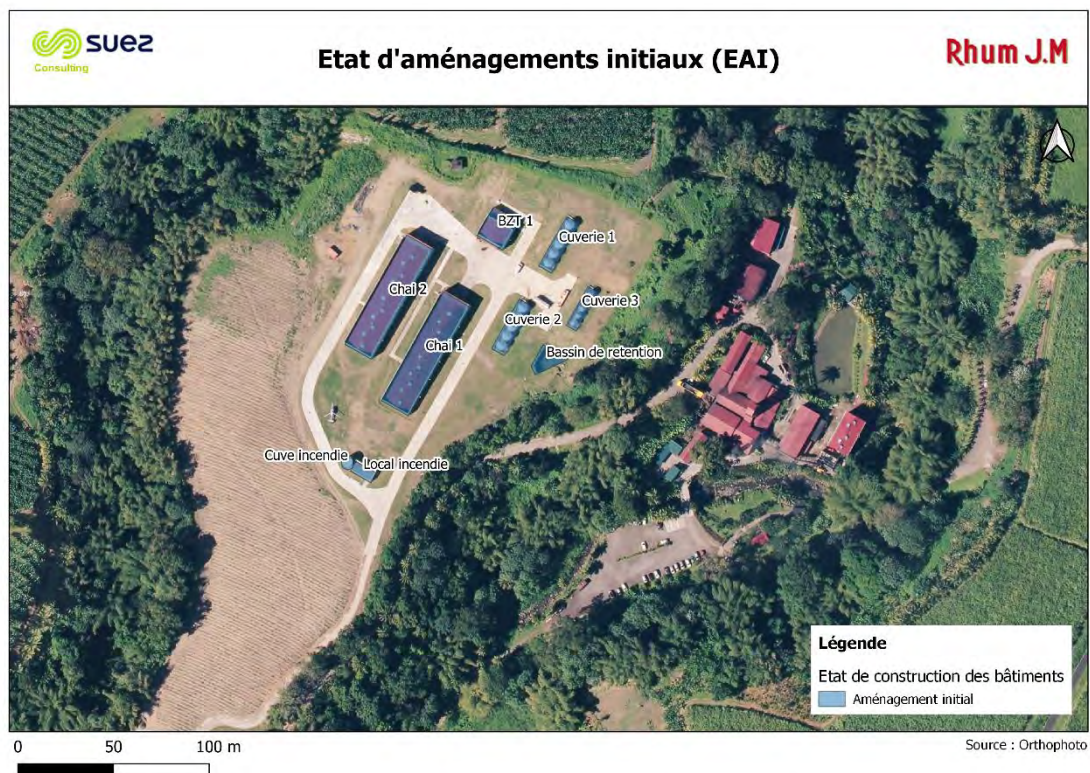 suez
Consulting
Etat d'aménagements initiaux (EAI)
Rhum J.M
BZT 1
Cuverie 1
Chai 2
Cuverie 3
Cuverie 2
Chai 1
Bassin de retention
Cuve incendie
Local incendie
Légende
Etat de construction des bâtiments
Aménagement initial
0 50 100 m
Source : Orthophoto